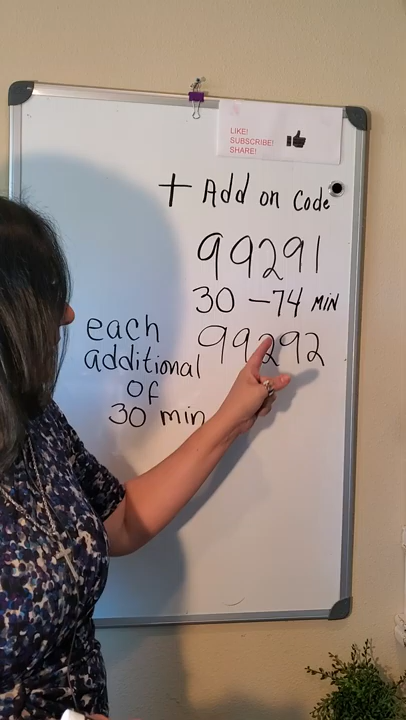 LIKE!
SUBSCRIBE!
SHARE!
+ Add on Code
99291
30 - 74 MIN
each 99292
additional
of
30 min